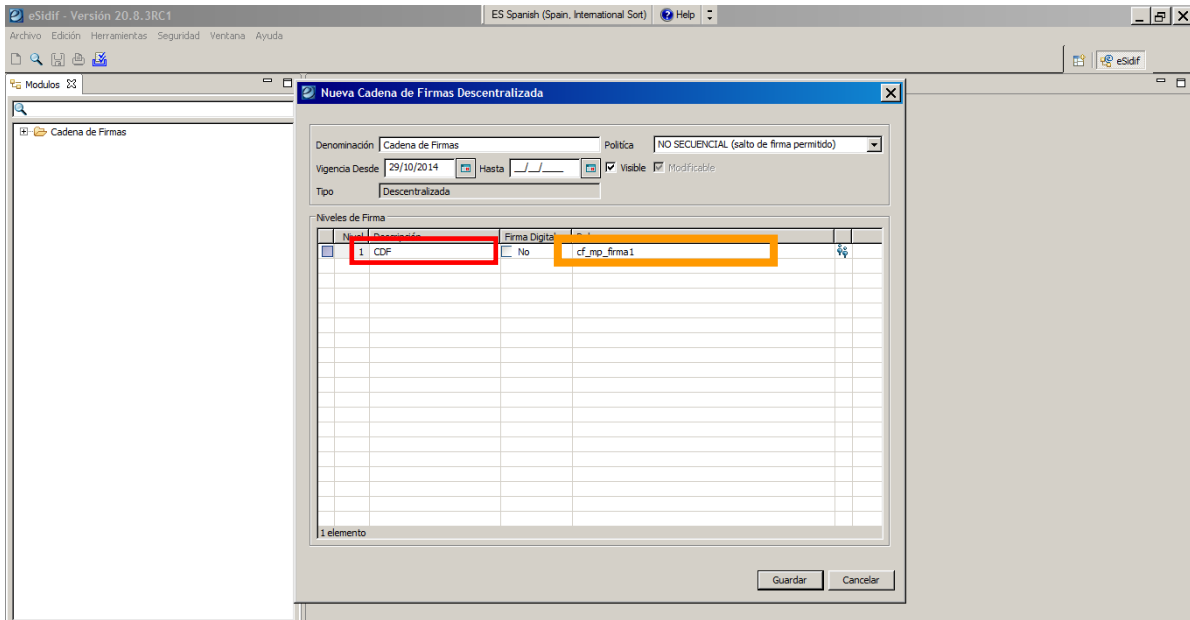 eSidif - Versión 20.8.3RC1
ES Spanish (Spain, International Sort) Help
Archivo Edición Herramientas Seguridad Ventana Ayuda
eSidif
Modulos
Cadena de Firmas
Nueva Cadena de Firmas Descentralizada
Denominación Cadena de Firmas Política NO SECUENCIAL (salto de firma permitido)
Vigencia Desde 29/10/2014 Hasta __/__/____ Visible Modificable
Tipo Descentralizada
Niveles de Firma
Nivel Descripción Firma Digital
1 CDF No cf_mp_firma1
1 elemento
Guardar Cancelar